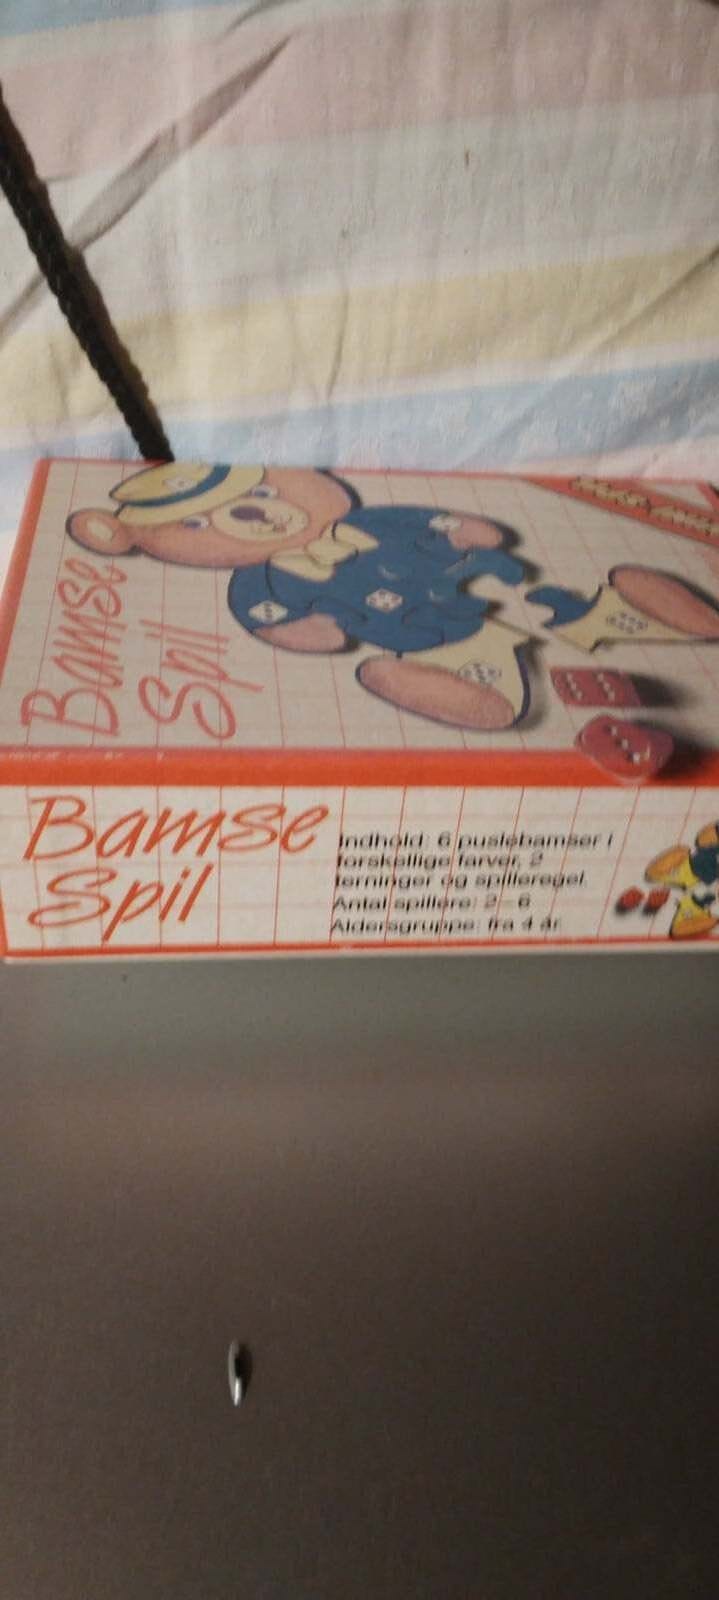 Bamse
Spil
Bamse
Spil
Indhold: 6 puslebamser i
forskellige farver, 2
terninger og spilleregel.
Antal spillere: 2-6
Aldersgruppe: fra 4 år.